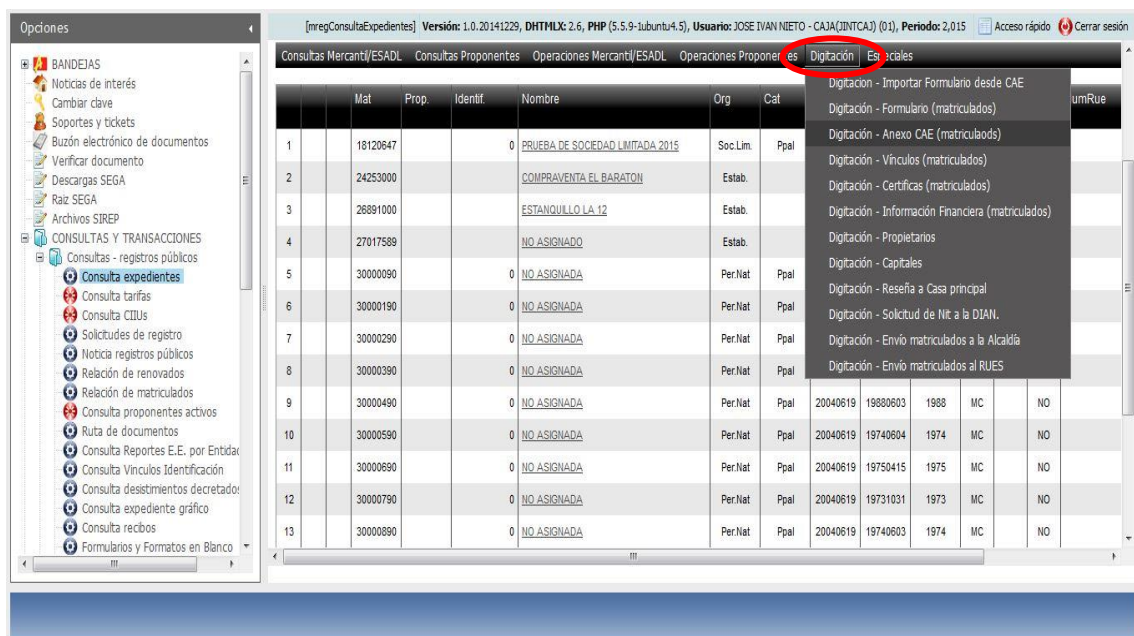 Opciones
[mregConsultaExpedientes] Versión: 1.0.20141229, DHTMLX: 2.6, PHP (5.5.9-1ubuntu4.5), Usuario: JOSE IVAN NIETO - CAJA(JINTCAJ) (01), Periodo: 2,015 Acceso rápido Cerrar sesión
BANDEJAS
Noticias de interés
Cambiar clave
Soportes y tickets
Buzón electrónico de documentos
Verificar documento
Descargas SEGA
Raiz SEGA
Archivos SIREP
CONSULTAS Y TRANSACCIONES
Consultas - registros públicos
Consulta expedientes
Consulta tarifas
Consulta CIIUs
Solicitudes de registro
Noticia registros públicos
Relación de renovados
Relación de matriculados
Consulta proponentes activos
Ruta de documentos
Consulta Reportes E.E. por Entidad
Consulta Vinculos Identificación
Consulta desistimientos decretados
Consulta expediente gráfico
Consulta recibos
Formularios y Formatos en Blanco
Consultas Mercantil/ESADL Consultas Proponentes Operaciones Mercantil/ESADL Operaciones Proponentes Digitación Especiales
Mat Prop. Identif. Nombre Org Cat umRue
1 18120647 0 PRUEBA DE SOCIEDAD LIMITADA 2015 Soc.Lim. Ppal
2 24253000 COMPRAVENTA EL BARATON Estab.
3 26891000 ESTANQUILLO LA 12 Estab.
4 27017589 NO ASIGNADO Estab.
5 30000090 0 NO ASIGNADA Per.Nat Ppal
6 30000190 0 NO ASIGNADA Per.Nat Ppal
7 30000290 0 NO ASIGNADA Per.Nat Ppal
8 30000390 0 NO ASIGNADA Per.Nat Ppal
9 30000490 0 NO ASIGNADA Per.Nat Ppal 20040619 19880603 1988 MC NO
10 30000590 0 NO ASIGNADA Per.Nat Ppal 20040619 19740604 1974 MC NO
11 30000690 0 NO ASIGNADA Per.Nat Ppal 20040619 19750415 1975 MC NO
12 30000790 0 NO ASIGNADA Per.Nat Ppal 20040619 19731031 1973 MC NO
13 30000890 0 NO ASIGNADA Per.Nat Ppal 20040619 19740603 1974 MC NO
Digitación - Importar Formulario desde CAE
Digitación - Formulario (matriculados)
Digitación - Anexo CAE (matriculaods)
Digitación - Vínculos (matriculados)
Digitación - Certificas (matriculados)
Digitación - Información Financiera (matriculados)
Digitación - Propietarios
Digitación - Capitales
Digitación - Reseña a Casa principal
Digitación - Solicitud de Nit a la DIAN.
Digitación - Envío matriculados a la Alcaldía
Digitación - Envío matriculados al RUES